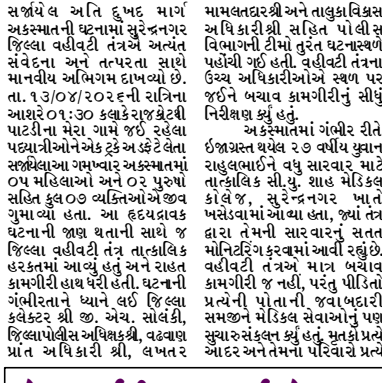 સર્જાયેલ અતિ દુખદ માર્ગ
અકસ્માતની ઘટનામાં સુરેન્દ્રનગર
જિલ્લા વહીવટી તંત્રએ અત્યંત
સંવેદના અને તત્પરતા સાથે
માનવીય અભિગમ દાખવ્યો છે.
તા. ૧૩/૦૪/૨૦૨૬ની રાત્રિના
આશરે ૦૧:૩૦ કલાકે રાજકોટથી
પાટડીના મેરા ગામે જઈ રહેલા
પદયાત્રીઓને એક ટ્રકે અડફેટે લેતા
સર્જાયેલા આ ગમખ્વાર અકસ્માતમાં
૦૫ મહિલાઓ અને ૦૨ પુરુષો
સહિત કુલ ૦૭ વ્યક્તિઓએ જીવ
ગુમાવ્યા હતા. આ હૃદયદ્રાવક
ઘટનાની જાણ થતાની સાથે જ
જિલ્લા વહીવટી તંત્ર તાત્કાલિક
હરકતમાં આવ્યું હતું અને રાહત
કામગીરી હાથ ધરી હતી. ઘટનાની
ગંભીરતાને ધ્યાને લઈ જિલ્લા
કલેક્ટર શ્રી જી. એચ. સોલંકી,
જિલ્લા પોલીસ અધિક્ષકશ્રી, વઢવાણ
પ્રાંત અધિકારી શ્રી, લખતર
મામલતદારશ્રી અને તાલુકા વિકાસ
અધિકારીશ્રી સહિત પોલીસ
વિભાગની ટીમો તુરંત ઘટનાસ્થળે
પહોંચી ગઈ હતી. વહીવટી તંત્રના
ઉચ્ચ અધિકારીઓએ સ્થળ પર
જઈને બચાવ કામગીરીનું સીધું
નિરીક્ષણ કર્યું હતું.
અકસ્માતમાં ગંભીર રીતે
ઇજાગ્રસ્ત થયેલ ૨૭ વર્ષીય યુવાન
રાહુલભાઈને વધુ સારવાર માટે
તાત્કાલિક સી.યુ. શાહ મેડિકલ
કોલેજ, સુરેન્દ્રનગર ખાતે
ખસેડવામાં આવ્યા હતા, જ્યાં તંત્ર
દ્વારા તેમની સારવારનું સતત
મોનિટરિંગ કરવામાં આવી રહ્યું છે.
વહીવટી તંત્રએ માત્ર બચાવ
કામગીરી જ નહીં, પરંતુ પીડિતો
પ્રત્યેની પોતાની જવાબદારી
સમજીને મેડિકલ સેવાઓનું પણ
સુચારુ સંકલન કર્યું હતું. મૃતકો પ્રત્યે
આદર અને તેમના પરિવારો પ્રત્યે